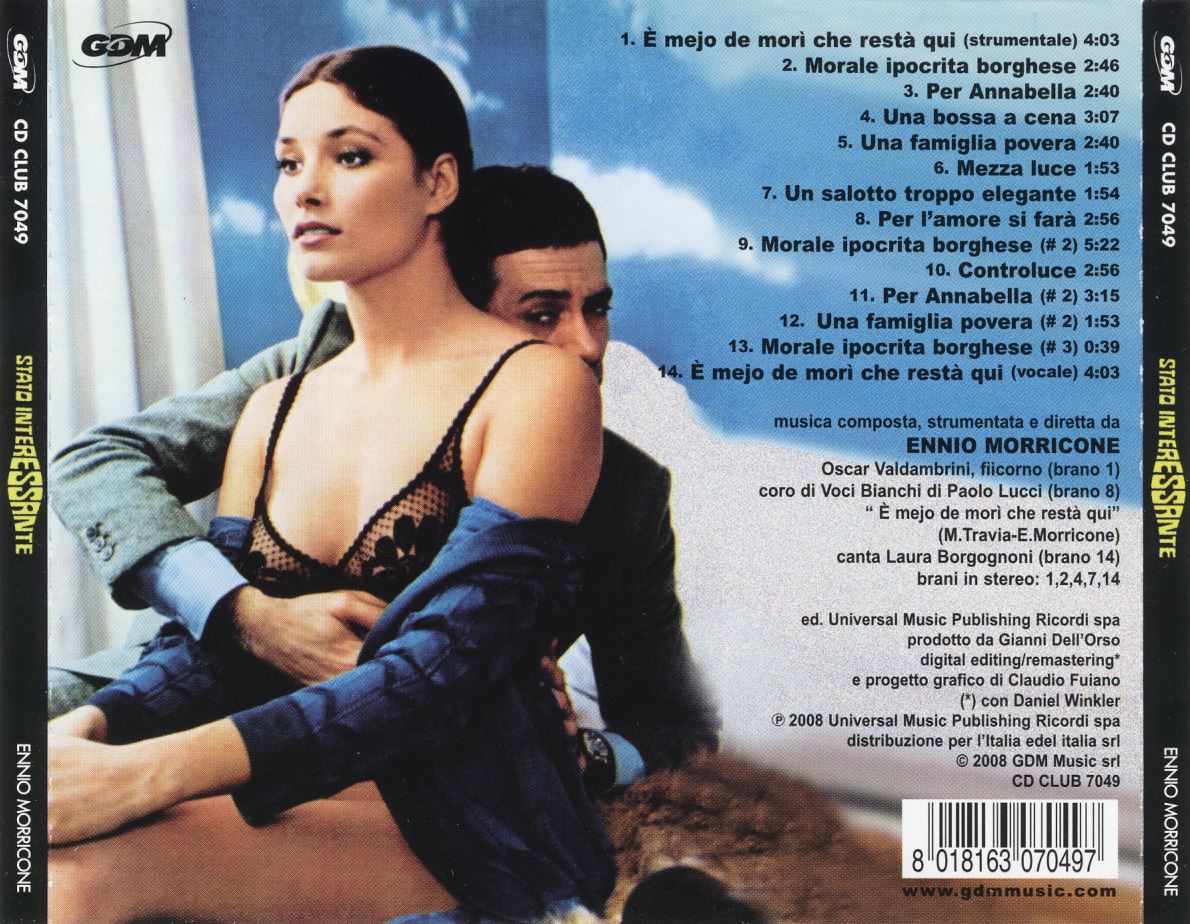 GDM
CD CLUB 7049
STATO INTERESSANTE
ENNIO MORRICONE
GDM
1. È mejo de morì che restà qui (strumentale) 4:03
2. Morale ipocrita borghese 2:46
3. Per Annabella 2:40
4. Una bossa a cena 3:07
5. Una famiglia povera 2:40
6. Mezza luce 1:53
7. Un salotto troppo elegante 1:54
8. Per l’amore si farà 2:56
9. Morale ipocrita borghese (# 2) 5:22
10. Controluce 2:56
11. Per Annabella (# 2) 3:15
12. Una famiglia povera (# 2) 1:53
13. Morale ipocrita borghese (# 3) 0:39
14. È mejo de morì che restà qui (vocale) 4:03
musica composta, strumentata e diretta da
ENNIO MORRICONE
Oscar Valdambrini, fiicorno (brano 1)
coro di Voci Bianchi di Paolo Lucci (brano 8)
“ È mejo de morì che restà qui”
(M.Travia-E.Morricone)
canta Laura Borgognoni (brano 14)
brani in stereo: 1,2,4,7,14
ed. Universal Music Publishing Ricordi spa
prodotto da Gianni Dell’Orso
digital editing/remastering*
e progetto grafico di Claudio Fuiano
(*) con Daniel Winkler
℗ 2008 Universal Music Publishing Ricordi spa
distribuzione per l’Italia edel italia srl
© 2008 GDM Music srl
CD CLUB 7049
8 018163 070497
www.gdmmusic.com
GDM
CD CLUB 7049
STATO INTERESSANTE
ENNIO MORRICONE